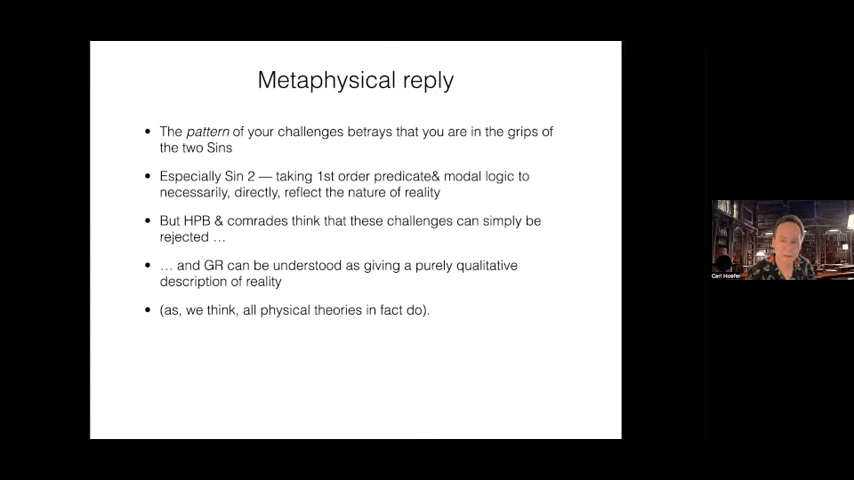 Metaphysical reply
• The pattern of your challenges betrays that you are in the grips of
the two Sins
• Especially Sin 2 — taking 1st order predicate& modal logic to
necessarily, directly, reflect the nature of reality
• But HPB & comrades think that these challenges can simply be
rejected …
• … and GR can be understood as giving a purely qualitative
description of reality
• (as, we think, all physical theories in fact do).
Carl Hoefer